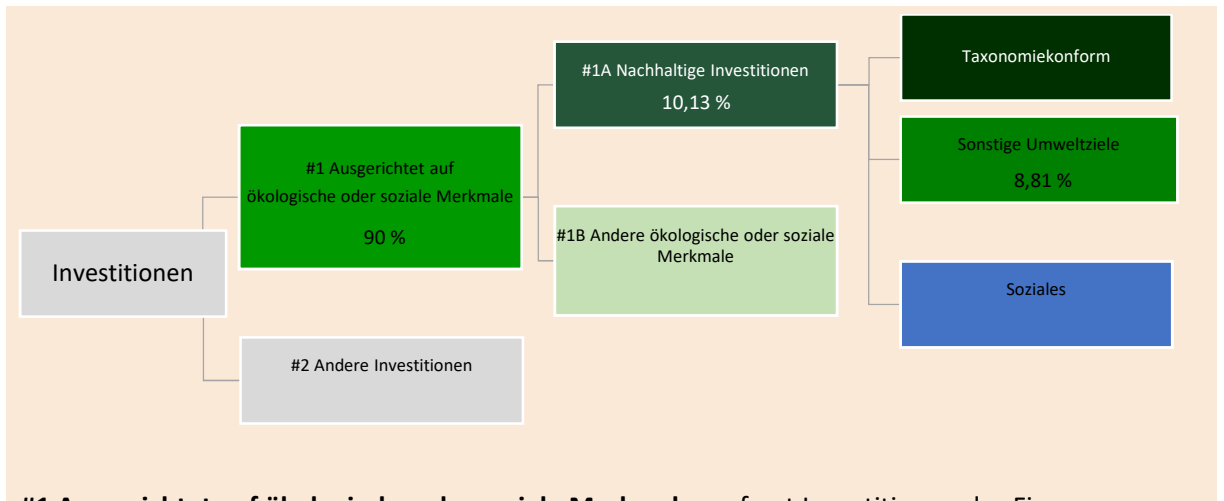 Investitionen
#1 Ausgerichtet auf
ökologische oder soziale Merkmale
90 %
#2 Andere Investitionen
#1A Nachhaltige Investitionen
10,13 %
#1B Andere ökologische oder soziale
Merkmale
Taxonomiekonform
Sonstige Umweltziele
8,81 %
Soziales